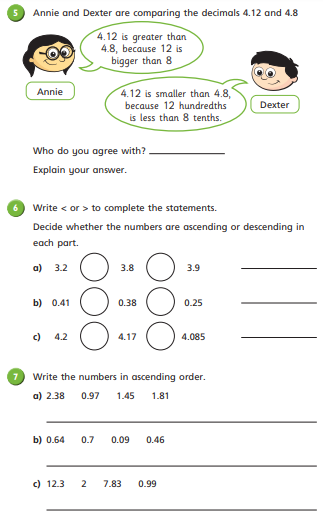 5 Annie and Dexter are comparing the decimals 4.12 and 4.8
4.12 is greater than
4.8, because 12 is
bigger than 8
Annie
4.12 is smaller than 4.8,
because 12 hundredths
is less than 8 tenths.
Dexter
Who do you agree with?
Explain your answer.
6 Write < or > to complete the statements.
Decide whether the numbers are ascending or descending in
each part.
a) 3.2 3.8 3.9
b) 0.41 0.38 0.25
c) 4.2 4.17 4.085
7 Write the numbers in ascending order.
a) 2.38 0.97 1.45 1.81
b) 0.64 0.7 0.09 0.46
c) 12.3 2 7.83 0.99